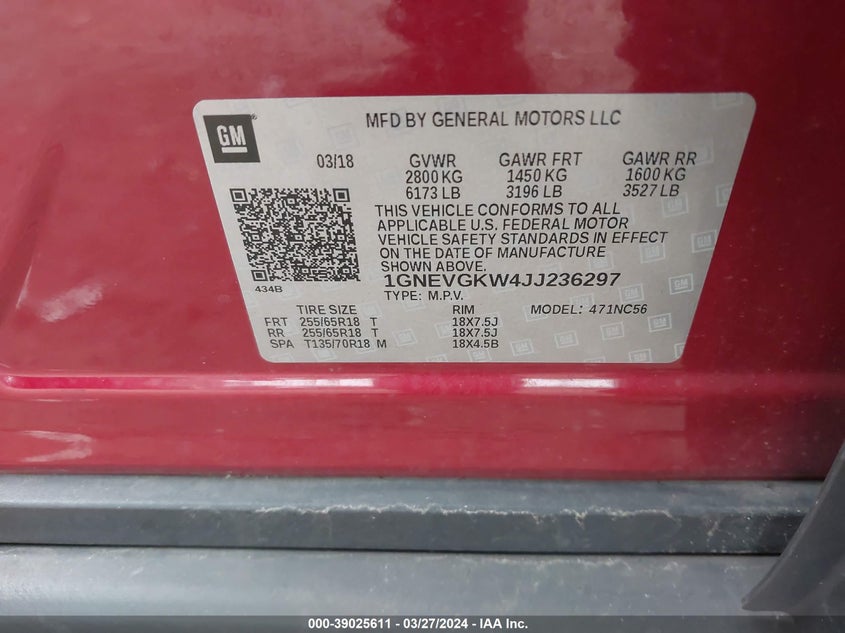 GM
MFD BY GENERAL MOTORS LLC
03/18 GVWR GAWR FRT GAWR RR
2800 KG 1450 KG 1600 KG
6173 LB 3196 LB 3527 LB
THIS VEHICLE CONFORMS TO ALL
APPLICABLE U.S. FEDERAL MOTOR
VEHICLE SAFETY STANDARDS IN EFFECT
ON THE DATE OF MANUFACTURE
SHOWN ABOVE.
434B
1GNEVGKW4JJ236297
TYPE: M.P.V.
TIRE SIZE RIM MODEL: 471NC56
FRT 255/65R18 T 18X7.5J
RR 255/65R18 T 18X7.5J
SPA T135/70R18 M 18X4.5B
000-39025611 - 03/27/2024 - IAA Inc.